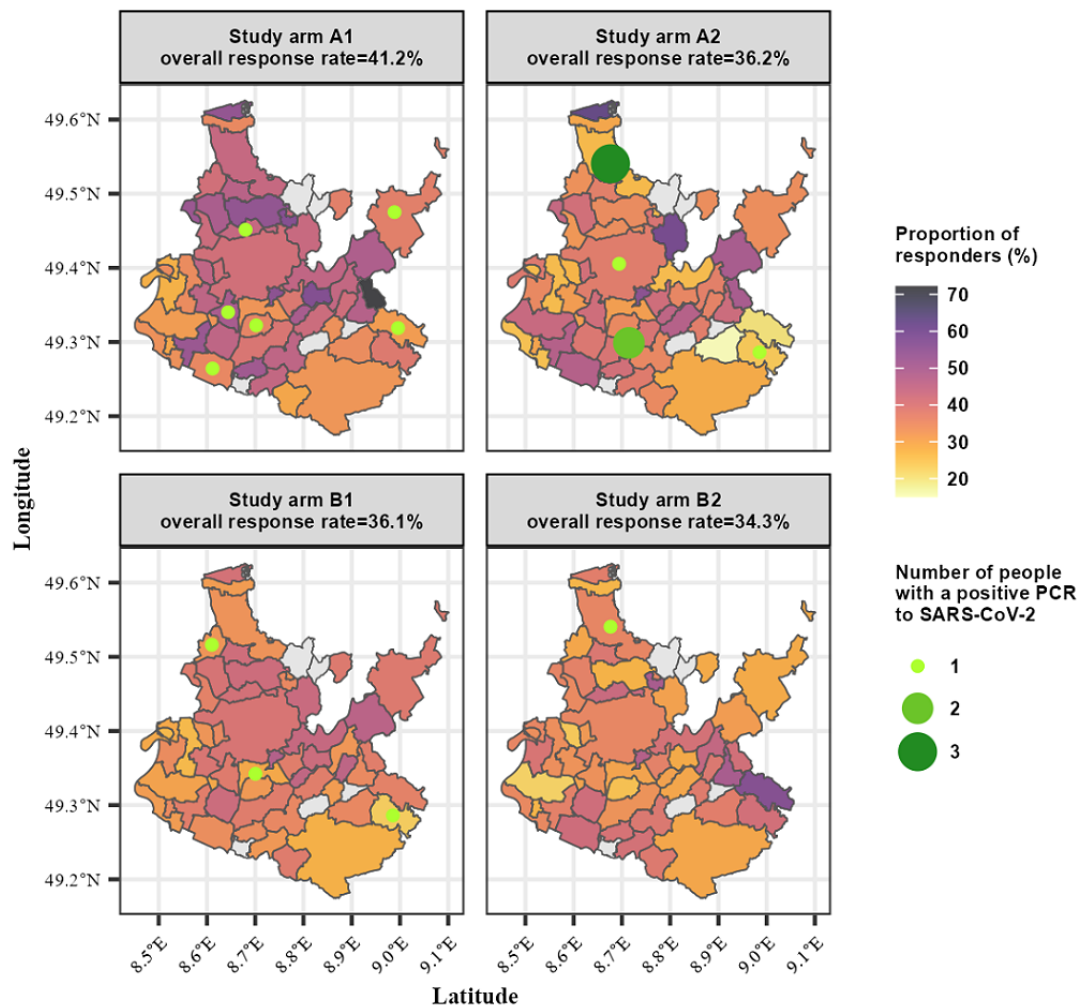 Study arm A1
overall response rate=41.2%
Study arm A2
overall response rate=36.2%
49.6°N
49.5°N
49.4°N
49.3°N
49.2°N
Study arm B1
overall response rate=36.1%
Study arm B2
overall response rate=34.3%
49.6°N
49.5°N
49.4°N
49.3°N
49.2°N
8.5°E
8.6°E
8.7°E
8.8°E
8.9°E
9.0°E
9.1°E
8.5°E
8.6°E
8.7°E
8.8°E
8.9°E
9.0°E
9.1°E
Longitude
Latitude
Proportion of
responders (%)
70
60
50
40
30
20
Number of people
with a positive PCR
to SARS-CoV-2
1
2
3